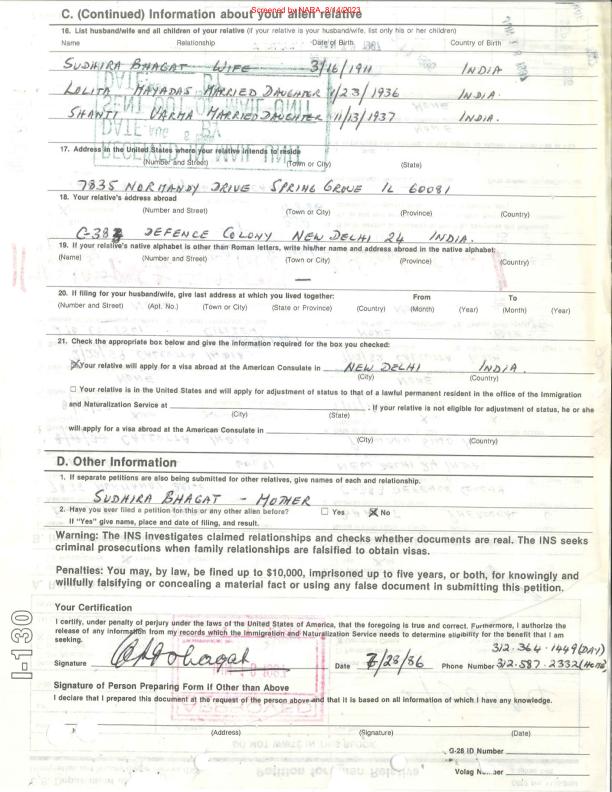 Screened by NARA, 8/14/2023
C. (Continued) Information about your alien relative
16. List husband/wife and all children of your relative (if your relative is your husband/wife, list only his or her children)
Name Relationship Date of Birth Country of Birth
SUDHIRA BHAGAT WIFE 3/16/1911 INDIA
LOLITA MAYADAS MARRIED DAUGHTER 1/23/1936 INDIA.
SHANTI VARMA MARRIED DAUGHTER 11/13/1937 INDIA.
17. Address in the United States where your relative intends to reside
(Number and Street) (Town or City) (State)
7835 NORMANDY DRIVE SPRING GROVE IL 60081
18. Your relative's address abroad
(Number and Street) (Town or City) (Province) (Country)
C-383 DEFENCE COLONY NEW DELHI 24 INDIA.
19. If your relative's native alphabet is other than Roman letters, write his/her name and address abroad in the native alphabet:
(Name) (Number and Street) (Town or City) (Province) (Country)
—
20. If filing for your husband/wife, give last address at which you lived together: From To
(Number and Street) (Apt. No.) (Town or City) (State or Province) (Country) (Month) (Year) (Month) (Year)
21. Check the appropriate box below and give the information required for the box you checked:
☒ Your relative will apply for a visa abroad at the American Consulate in NEW DELHI INDIA.
(City) (Country)
☐ Your relative is in the United States and will apply for adjustment of status to that of a lawful permanent resident in the office of the Immigration
and Naturalization Service at . If your relative is not eligible for adjustment of status, he or she
(City) (State)
will apply for a visa abroad at the American Consulate in
(City) (Country)
D. Other Information
1. If separate petitions are also being submitted for other relatives, give names of each and relationship.
SUDHIRA BHAGAT - MOTHER
2. Have you ever filed a petition for this or any other alien before? ☐ Yes ☒ No
If "Yes" give name, place and date of filing, and result.
Warning: The INS investigates claimed relationships and checks whether documents are real. The INS seeks
criminal prosecutions when family relationships are falsified to obtain visas.
Penalties: You may, by law, be fined up to $10,000, imprisoned up to five years, or both, for knowingly and
willfully falsifying or concealing a material fact or using any false document in submitting this petition.
Your Certification
I certify, under penalty of perjury under the laws of the United States of America, that the foregoing is true and correct. Furthermore, I authorize the
release of any information from my records which the Immigration and Naturalization Service needs to determine eligibility for the benefit that I am
seeking.
312.364.1449 (DAY)
Signature Date 7/28/86 Phone Number 312.587.2332 (HOME)
Signature of Person Preparing Form if Other than Above
I declare that I prepared this document at the request of the person above and that it is based on all information of which I have any knowledge.
(Address) (Signature) (Date)
G-28 ID Number
Volag Number
I-130